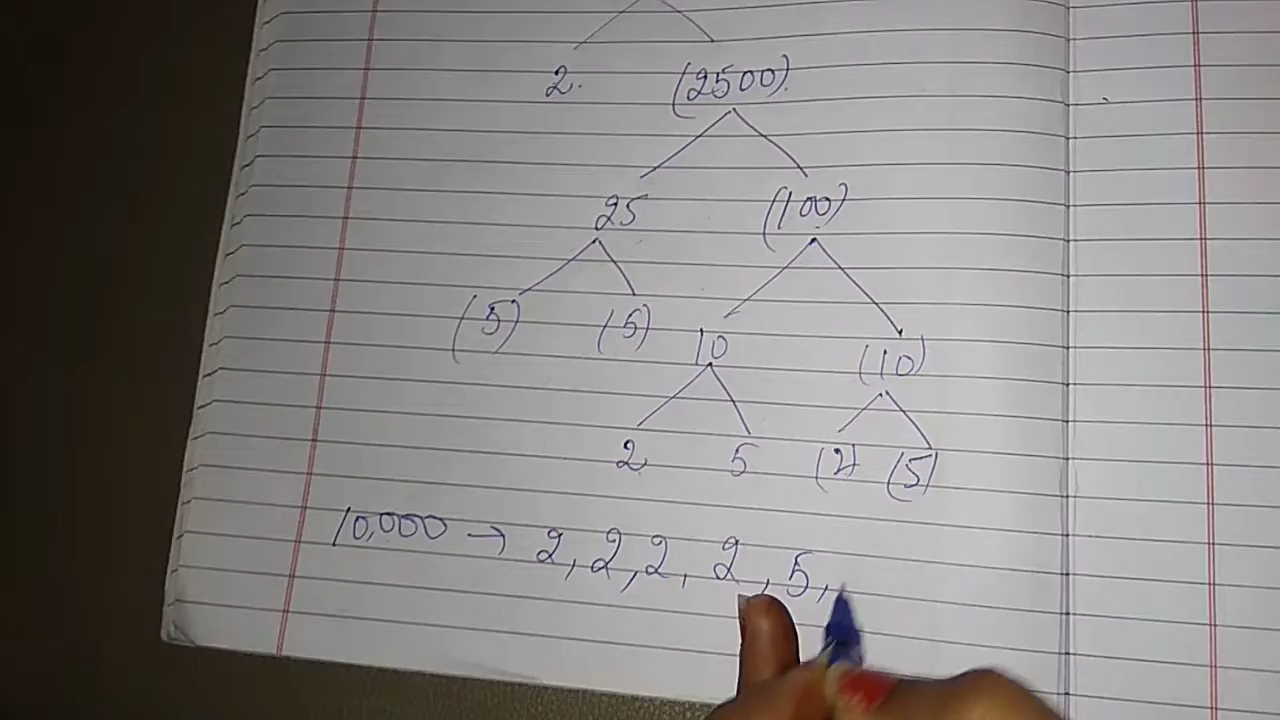 2. (2500).
25 (100)
(5) (5) 10 (10)
2 5 (2) (5)
10,000 → 2, 2, 2, 2, 5,